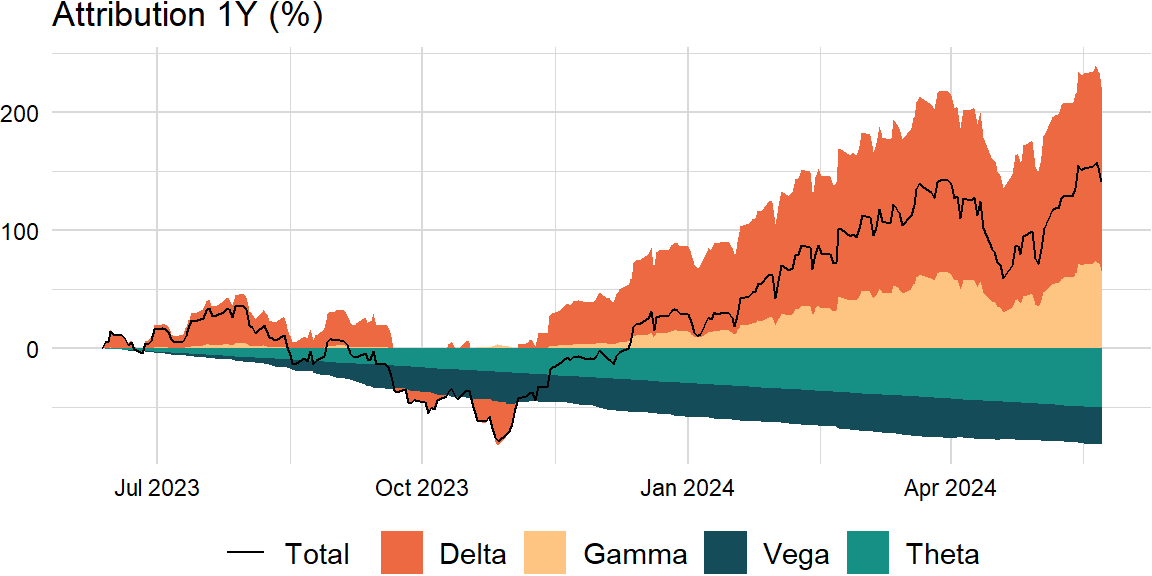 Attribution 1Y (%)
200
100
0
Jul 2023 Oct 2023 Jan 2024 Apr 2024
Total Delta Gamma Vega Theta